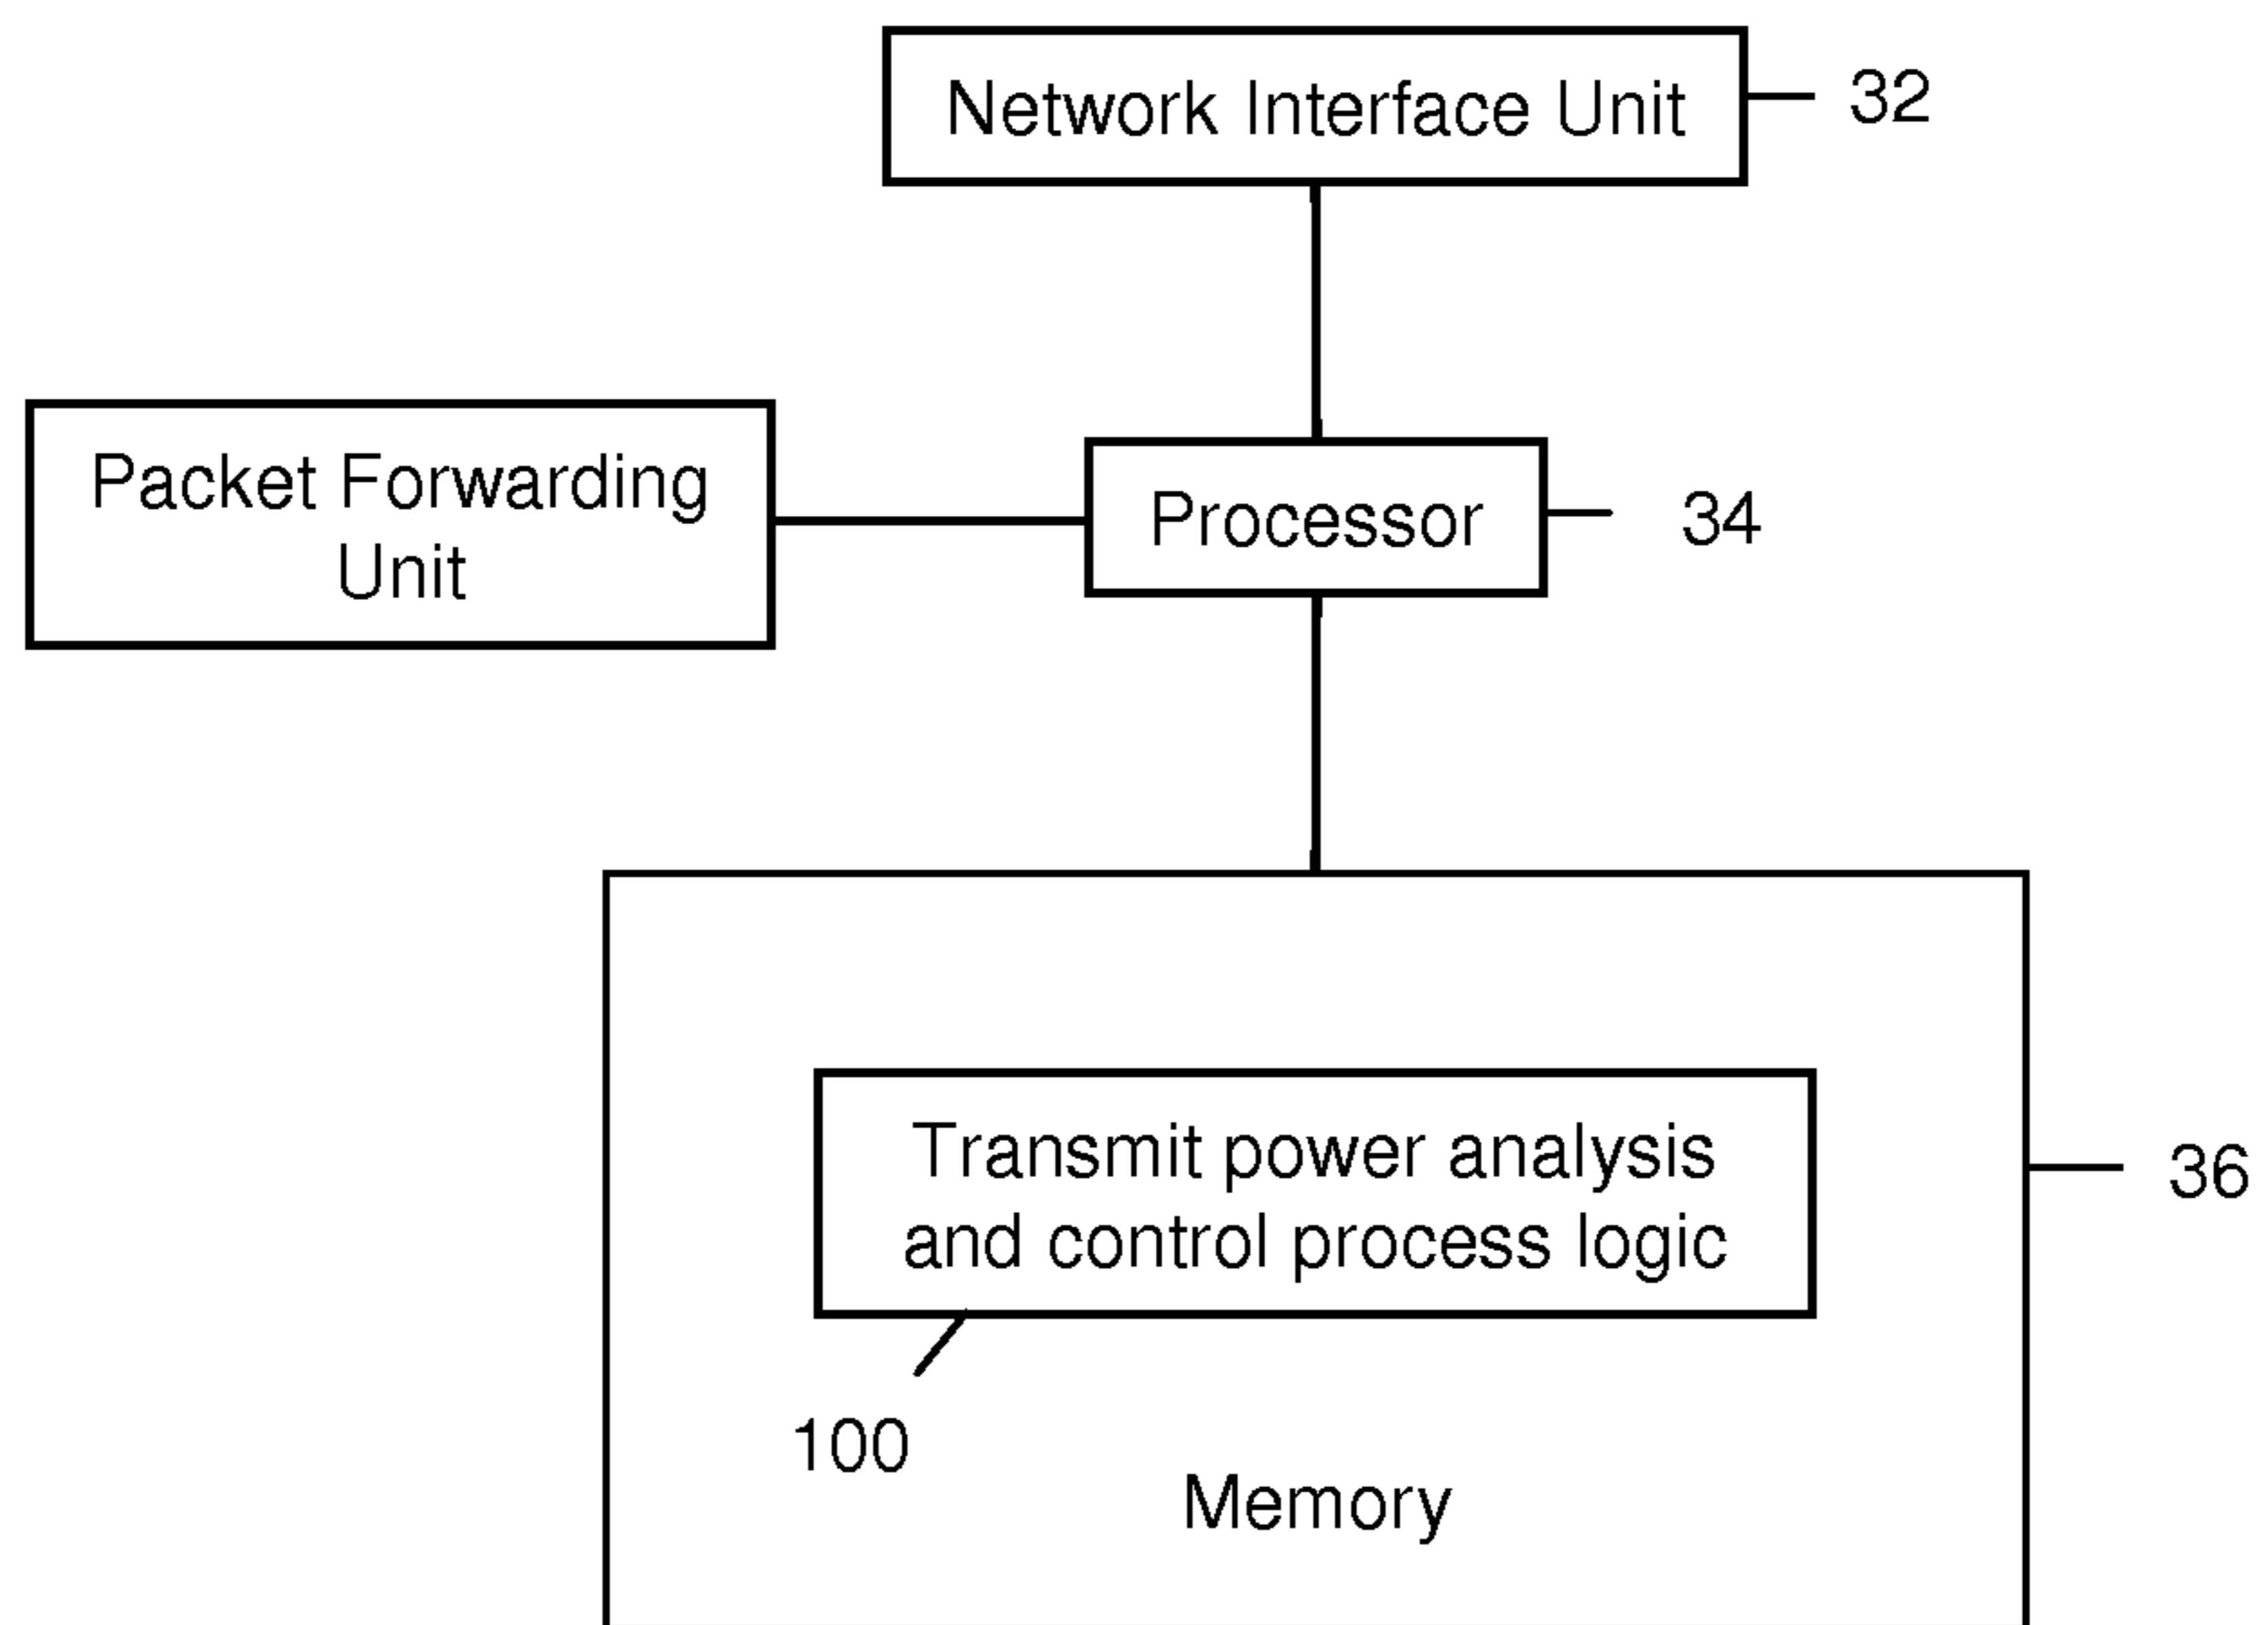 Network Interface Unit
32
Packet Forwarding
Unit
Processor
34
Transmit power analysis
and control process logic
36
100
Memory